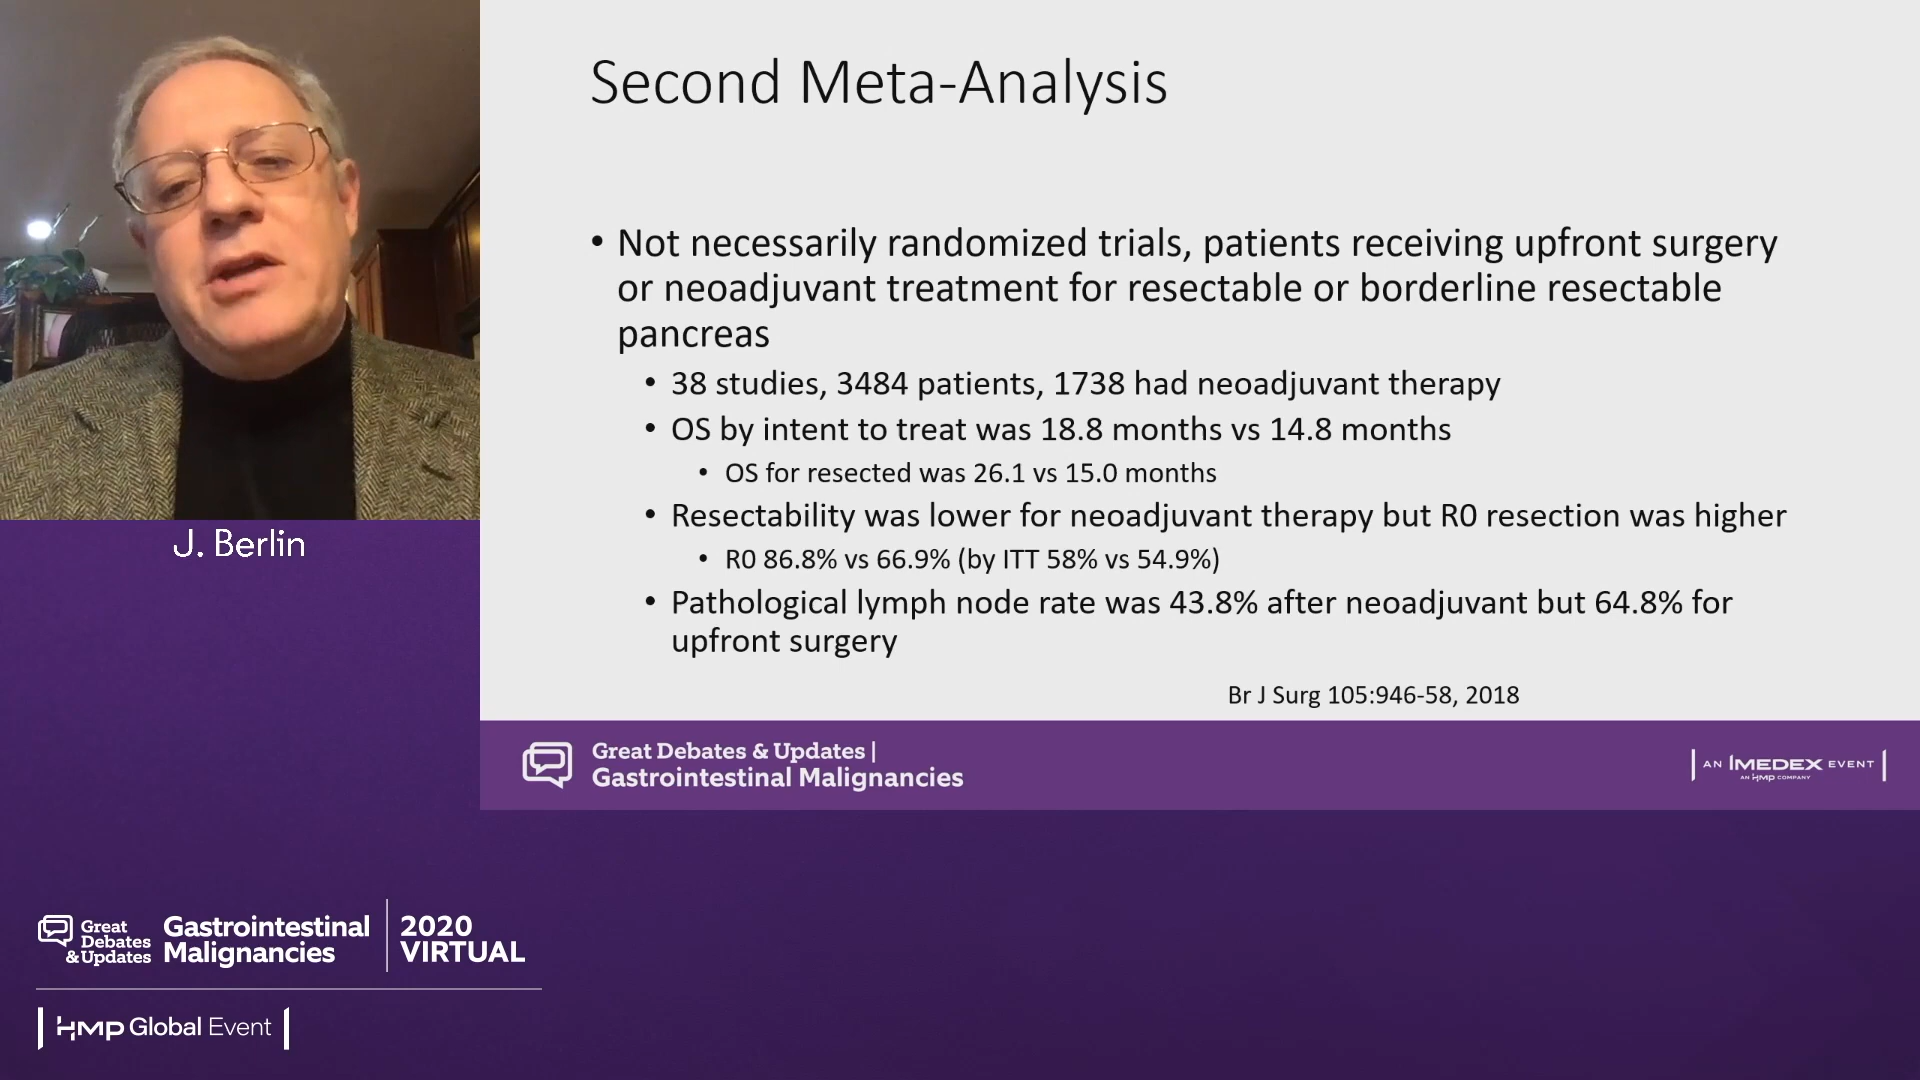 Second Meta-Analysis
• Not necessarily randomized trials, patients receiving upfront surgery
or neoadjuvant treatment for resectable or borderline resectable
pancreas
• 38 studies, 3484 patients, 1738 had neoadjuvant therapy
• OS by intent to treat was 18.8 months vs 14.8 months
• OS for resected was 26.1 vs 15.0 months
• Resectability was lower for neoadjuvant therapy but R0 resection was higher
• R0 86.8% vs 66.9% (by ITT 58% vs 54.9%)
• Pathological lymph node rate was 43.8% after neoadjuvant but 64.8% for
upfront surgery
Br J Surg 105:946-58, 2018
J. Berlin
Great Debates & Updates |
Gastrointestinal Malignancies
AN IMEDEX EVENT
AN HMP COMPANY
Great
Debates
& Updates
Gastrointestinal
Malignancies
2020
VIRTUAL
HMP Global Event